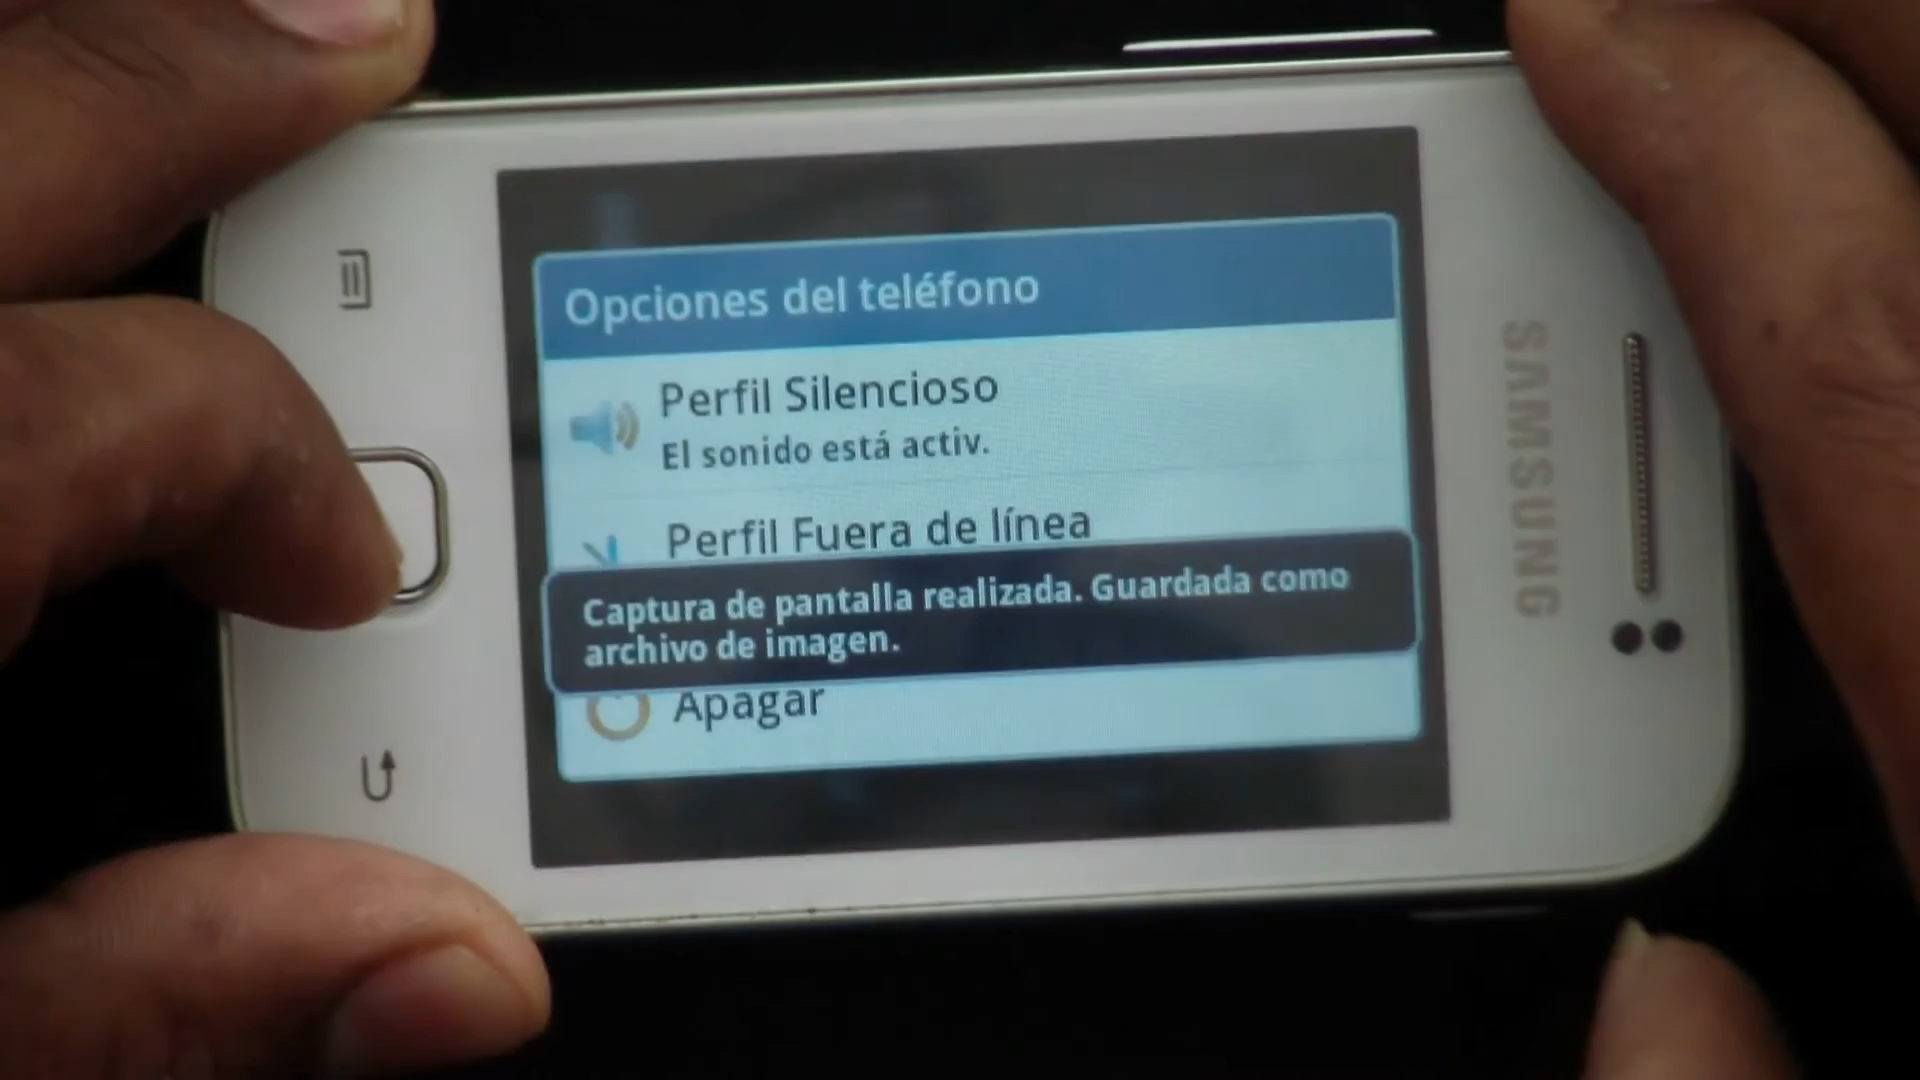 Opciones del teléfono
Perfil Silencioso
El sonido está activ.
Perfil Fuera de línea
Captura de pantalla realizada. Guardada como
archivo de imagen.
Apagar
SAMSUNG